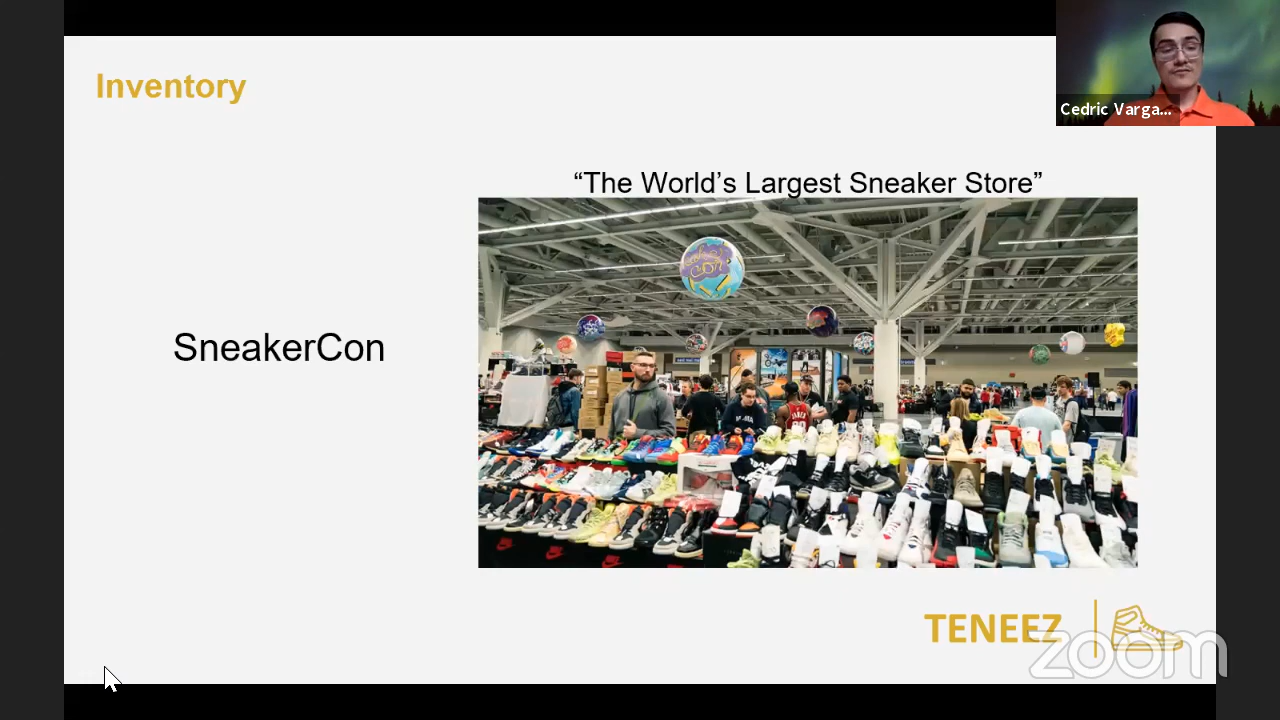 Inventory
Cedric Varga...
“The World’s Largest Sneaker Store”
SneakerCon
TENEEZ
zoom